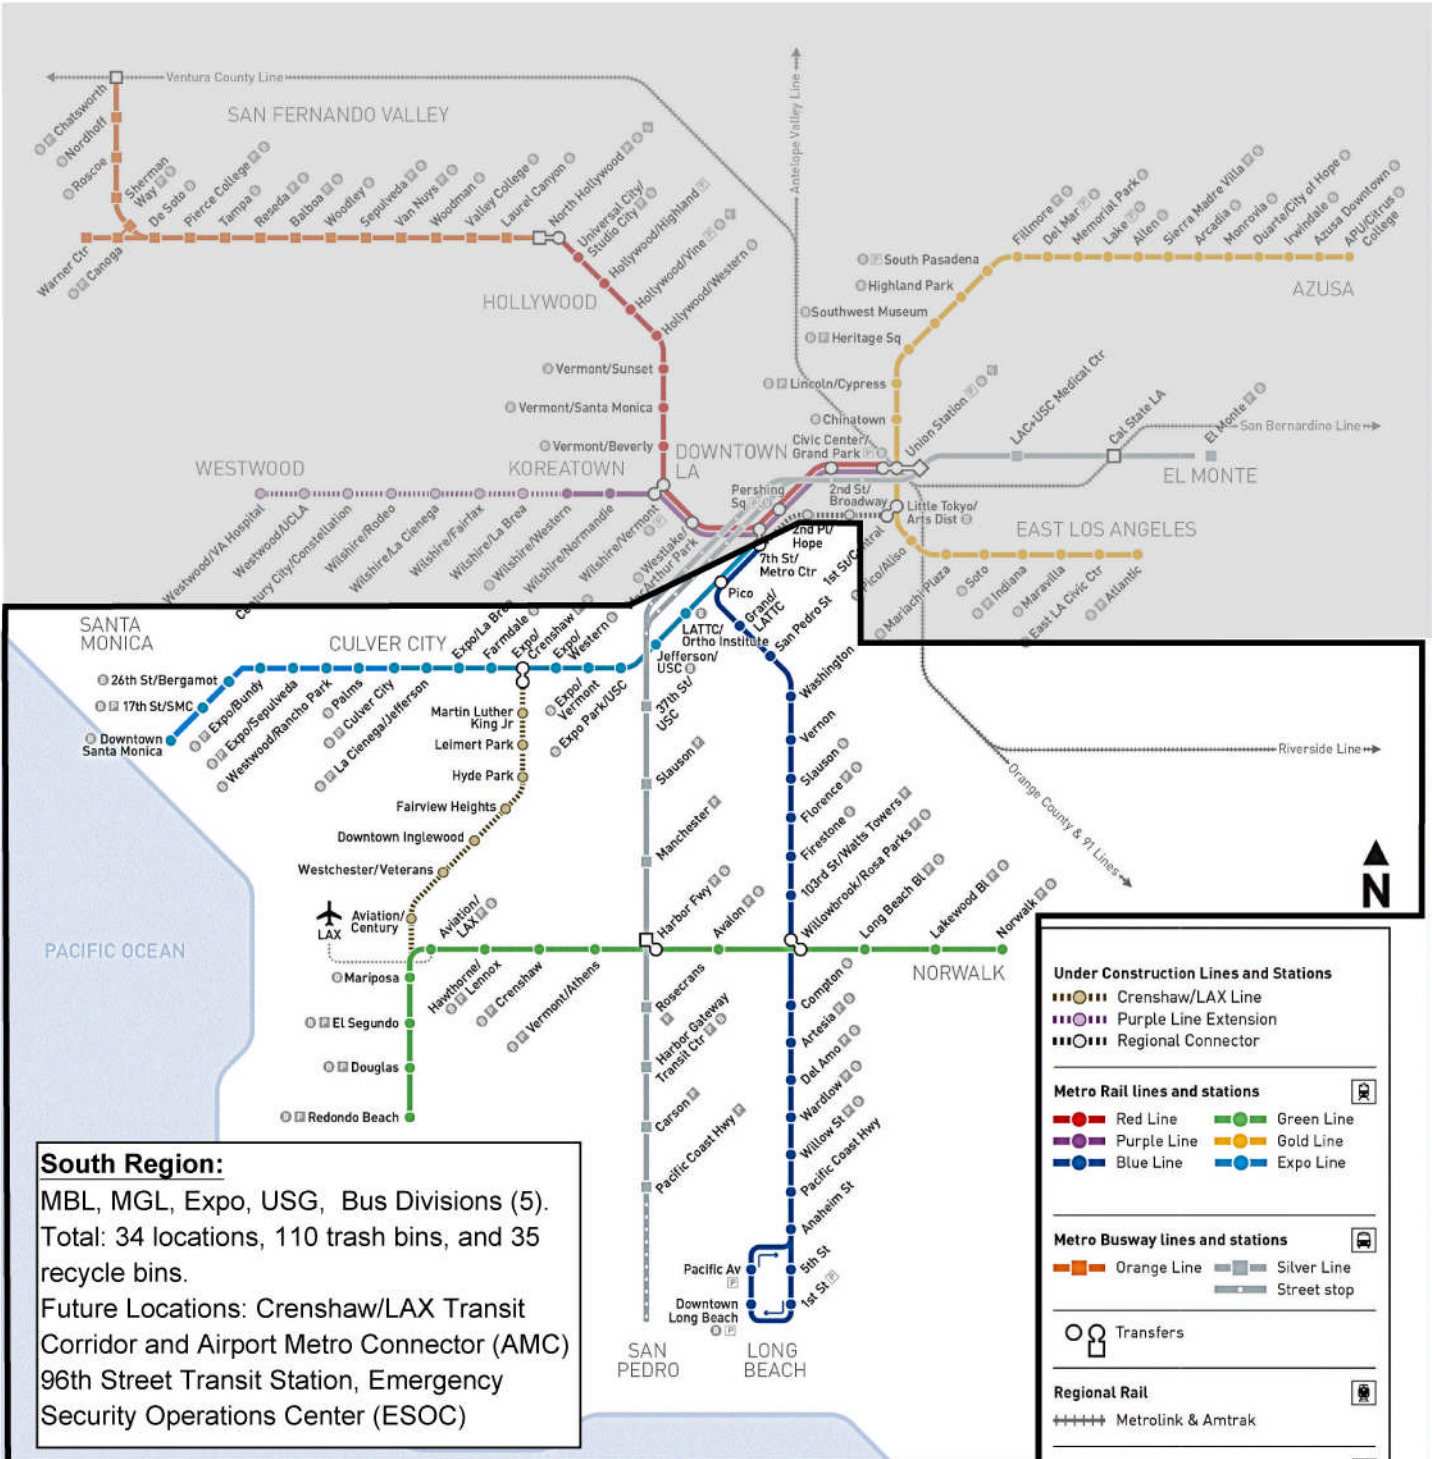 Ventura County Line
SAN FERNANDO VALLEY
Antelope Valley Line
Chatsworth
Nordhoff
Roscoe
Sherman
Way
Warner Ctr
Canoga
De Soto
Pierce College
Tampa
Reseda
Balboa
Woodley
Sepulveda
Van Nuys
Woodman
Valley College
Laurel Canyon
North Hollywood
Universal City/
Studio City
Hollywood/Highland
Hollywood/Vine
Hollywood/Western
HOLLYWOOD
Vermont/Sunset
Vermont/Santa Monica
Vermont/Beverly
Fillmore
Del Mar
Memorial Park
Lake
Allen
Sierra Madre Villa
Arcadia
Monrovia
Duarte/City of Hope
Irwindale
Azusa Downtown
APU/Citrus
College
AZUSA
South Pasadena
Highland Park
Southwest Museum
Heritage Sq
Lincoln/Cypress
Chinatown
Union Station
LAC+USC Medical Ctr
Cal State LA
El Monte
San Bernardino Line
EL MONTE
WESTWOOD
KOREATOWN
DOWNTOWN
LA
Civic Center/
Grand Park
Pershing
Sq
2nd St/
Broadway
Little Tokyo/
Arts Dist
EAST LOS ANGELES
Westwood/VA Hospital
Westwood/UCLA
Century City/Constellation
Wilshire/Rodeo
Wilshire/La Cienega
Wilshire/Fairfax
Wilshire/La Brea
Wilshire/Western
Wilshire/Normandie
Wilshire/Vermont
Westlake/
MacArthur Park
2nd Pl/
Hope
7th St/
Metro Ctr
1st St/Central
Pico/Aliso
Mariachi Plaza
Soto
Indiana
Maravilla
East LA Civic Ctr
Atlantic
Pico
Grand/
LATTC
San Pedro St
LATTC/
Ortho Institute
Jefferson/
USC
SANTA
MONICA
CULVER CITY
26th St/Bergamot
17th St/SMC
Downtown
Santa Monica
Expo/Bundy
Expo/Sepulveda
Westwood/Rancho Park
Palms
Culver City
La Cienega/Jefferson
Expo/La Brea
Farmdale
Expo/
Crenshaw
Expo/
Western
Expo/
Vermont
Expo Park/USC
Martin Luther
King Jr
Leimert Park
Hyde Park
Fairview Heights
Downtown Inglewood
Westchester/Veterans
Aviation/
Century
LAX
Aviation/
LAX
37th St/
USC
Slauson
Manchester
Harbor Fwy
Avalon
Washington
Vernon
Slauson
Florence
Firestone
103rd St/Watts Towers
Willowbrook/Rosa Parks
Long Beach Bl
Lakewood Bl
Norwalk
NORWALK
Riverside Line
Orange County & 91 Lines
N
PACIFIC OCEAN
Mariposa
El Segundo
Douglas
Redondo Beach
Hawthorne/
Lennox
Crenshaw
Vermont/Athens
Rosecrans
Harbor Gateway
Transit Ctr
Carson
Pacific Coast Hwy
Compton
Artesia
Del Amo
Wardlow
Willow St
Pacific Coast Hwy
Anaheim St
5th St
1st St
Pacific Av
Downtown
Long Beach
SAN
PEDRO
LONG
BEACH
South Region:
MBL, MGL, Expo, USG, Bus Divisions (5).
Total: 34 locations, 110 trash bins, and 35
recycle bins.
Future Locations: Crenshaw/LAX Transit
Corridor and Airport Metro Connector (AMC)
96th Street Transit Station, Emergency
Security Operations Center (ESOC)
Under Construction Lines and Stations
Crenshaw/LAX Line
Purple Line Extension
Regional Connector
Metro Rail lines and stations
Red Line
Green Line
Purple Line
Gold Line
Blue Line
Expo Line
Metro Busway lines and stations
Orange Line
Silver Line
Street stop
Transfers
Regional Rail
Metrolink & Amtrak